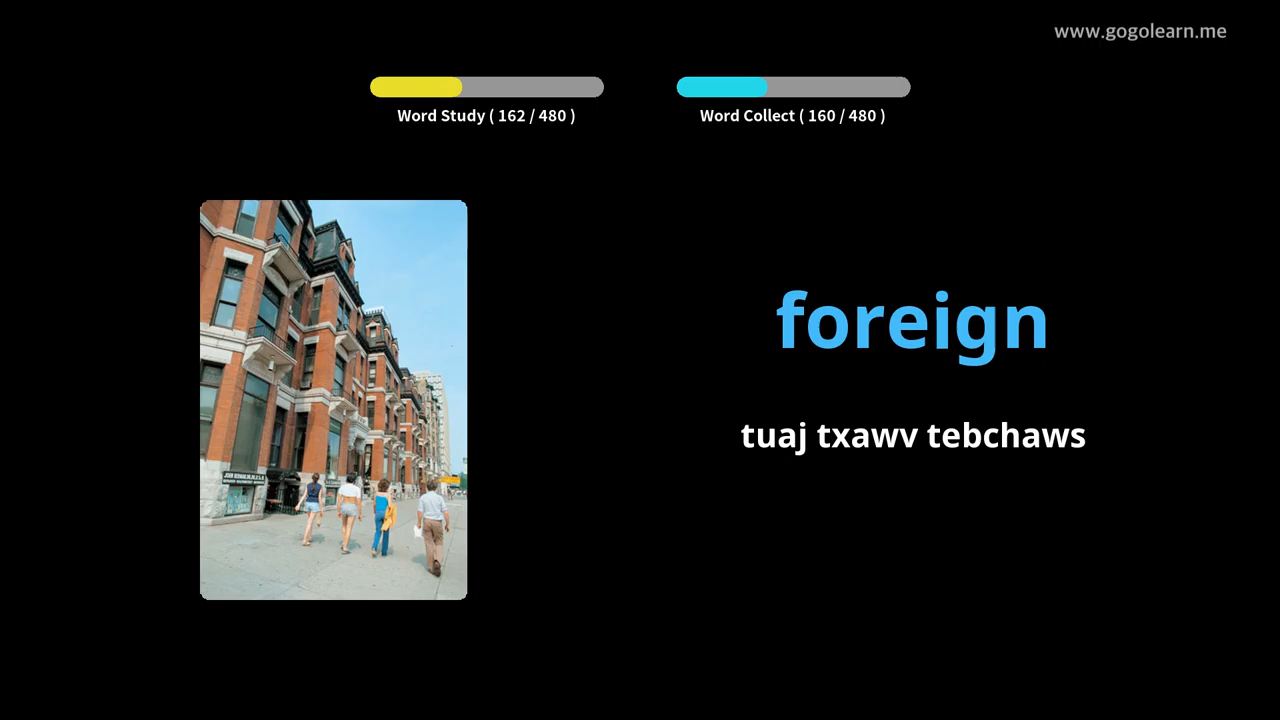 www.gogolearn.me
Word Study ( 162 / 480 )
Word Collect ( 160 / 480 )
foreign
tuaj txawv tebchaws